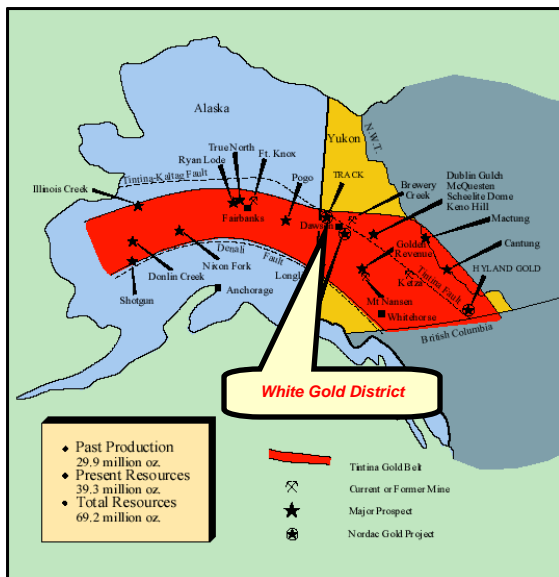 Alaska
Yukon
N.W.T.
True North
Ryan Lode
Ft. Knox
Tintina-Kaltag Fault
Pogo
TRACK
Brewery
Creek
Dublin Gulch
McQuesten
Scheelite Dome
Keno Hill
Mactung
Illinois Creek
Fairbanks
Dawson
Golden
Revenue
Cantung
Denali
Fault
Nixon Fork
Donlin Creek
Tintina Fault
HYLAND GOLD
Shotgun
Anchorage
Longl
Ketza
Mt Nansen
Whitehorse
British Columbia
White Gold District
Past Production
29.9 million oz.
Present Resources
39.3 million oz.
Total Resources
69.2 million oz.
Tintina Gold Belt
Current or Former Mine
Major Prospect
Nordac Gold Project